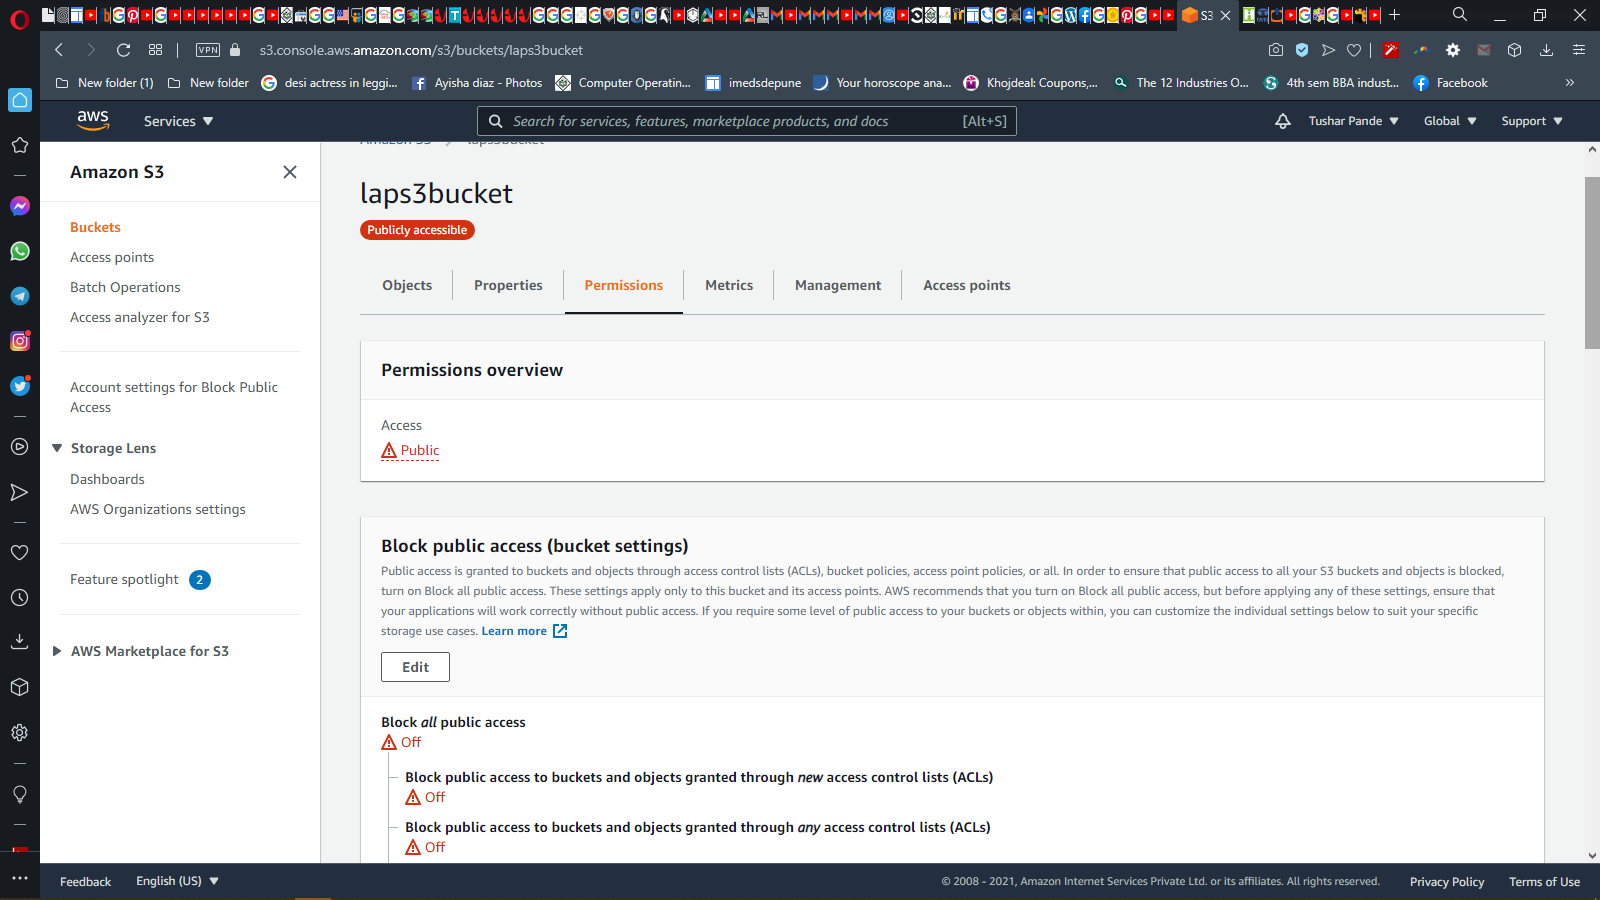 S3
VPN
s3.console.aws.amazon.com/s3/buckets/laps3bucket
New folder (1)
New folder
desi actress in leggi...
Ayisha diaz - Photos
Computer Operatin...
imedsdepune
Your horoscope ana...
Khojdeal: Coupons,...
The 12 Industries O...
4th sem BBA indust...
Facebook
»
aws
Services
Search for services, features, marketplace products, and docs
[Alt+S]
Tushar Pande
Global
Support
Amazon S3
Buckets
Access points
Batch Operations
Access analyzer for S3
Account settings for Block Public
Access
Storage Lens
Dashboards
AWS Organizations settings
Feature spotlight 2
AWS Marketplace for S3
Amazon S3
laps3bucket
laps3bucket
Publicly accessible
Objects
Properties
Permissions
Metrics
Management
Access points
Permissions overview
Access
Public
Block public access (bucket settings)
Public access is granted to buckets and objects through access control lists (ACLs), bucket policies, access point policies, or all. In order to ensure that public access to all your S3 buckets and objects is blocked,
turn on Block all public access. These settings apply only to this bucket and its access points. AWS recommends that you turn on Block all public access, but before applying any of these settings, ensure that
your applications will work correctly without public access. If you require some level of public access to your buckets or objects within, you can customize the individual settings below to suit your specific
storage use cases. Learn more
Edit
Block all public access
Off
Block public access to buckets and objects granted through new access control lists (ACLs)
Off
Block public access to buckets and objects granted through any access control lists (ACLs)
Off
Feedback
English (US)
© 2008 - 2021, Amazon Internet Services Private Ltd. or its affiliates. All rights reserved.
Privacy Policy
Terms of Use